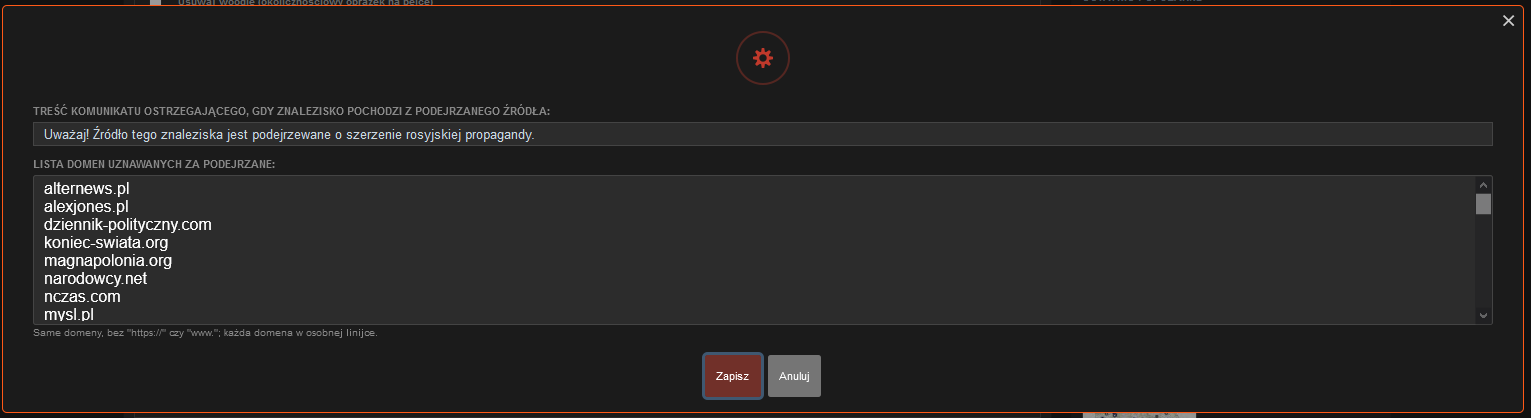 Usuwaj Woogle (okolicznościowy obrazek na belce)
TREŚĆ KOMUNIKATU OSTRZEGAJĄCEGO, GDY ZNALEZISKO POCHODZI Z PODEJRZANEGO ŹRÓDŁA:
Uważaj! Źródło tego znaleziska jest podejrzewane o szerzenie rosyjskiej propagandy.
LISTA DOMEN UZNAWANYCH ZA PODEJRZANE:
alternews.pl
alexjones.pl
dziennik-polityczny.com
koniec-swiata.org
magnapolonia.org
narodowcy.net
nczas.com
mysl.pl
Same domeny, bez "https://" czy "www."; każda domena w osobnej linijce.
Zapisz
Anuluj